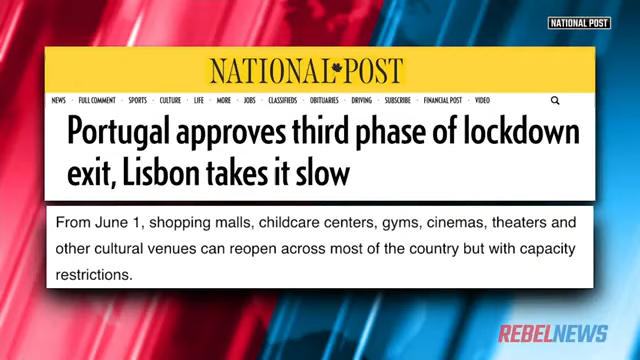 NATIONAL POST
NATIONAL POST
NEWS · FULL COMMENT · SPORTS · CULTURE · LIFE · MORE · JOBS · CLASSIFIEDS · OBITUARIES · DRIVING · SUBSCRIBE · FINANCIAL POST · VIDEO
Portugal approves third phase of lockdown
exit, Lisbon takes it slow
From June 1, shopping malls, childcare centers, gyms, cinemas, theaters and
other cultural venues can reopen across most of the country but with capacity
restrictions.
REBELNEWS